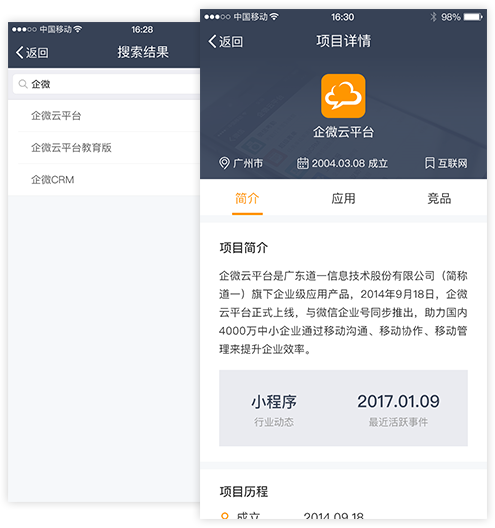 中国移动 16:28
返回 搜索结果
企微
企微云平台
企微云平台教育版
企微CRM
中国移动 16:30 98%
返回 项目详情
企微云平台
广州市 2004.03.08 成立 互联网
简介 应用 竞品
项目简介
企微云平台是广东道一信息技术股份有限公司（简称
道一）旗下企业级应用产品，2014年9月18日，企微
云平台正式上线，与微信企业号同步推出，助力国内
4000万中小企业通过移动沟通、移动协作、移动管
理来提升企业效率。
小程序 2017.01.09
行业动态 最近活跃事件
项目历程
成立 2014.09.18